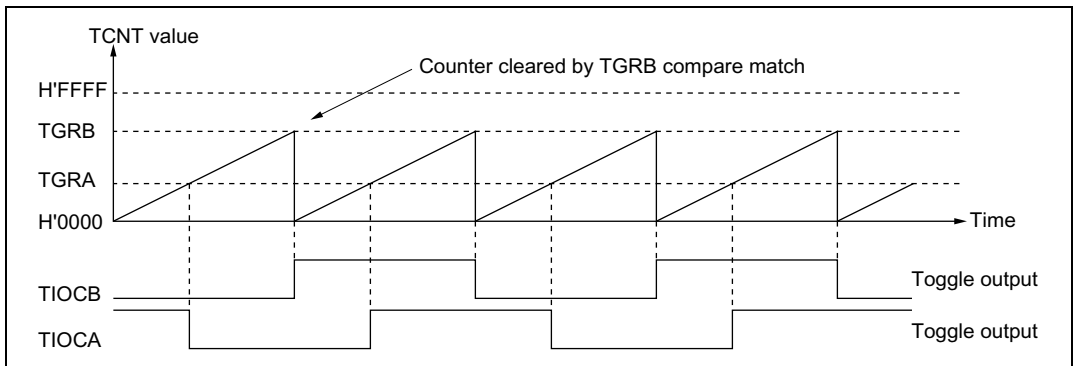 TCNT value
Counter cleared by TGRB compare match
H'FFFF
TGRB
TGRA
H'0000
Time
TIOCB
Toggle output
TIOCA
Toggle output